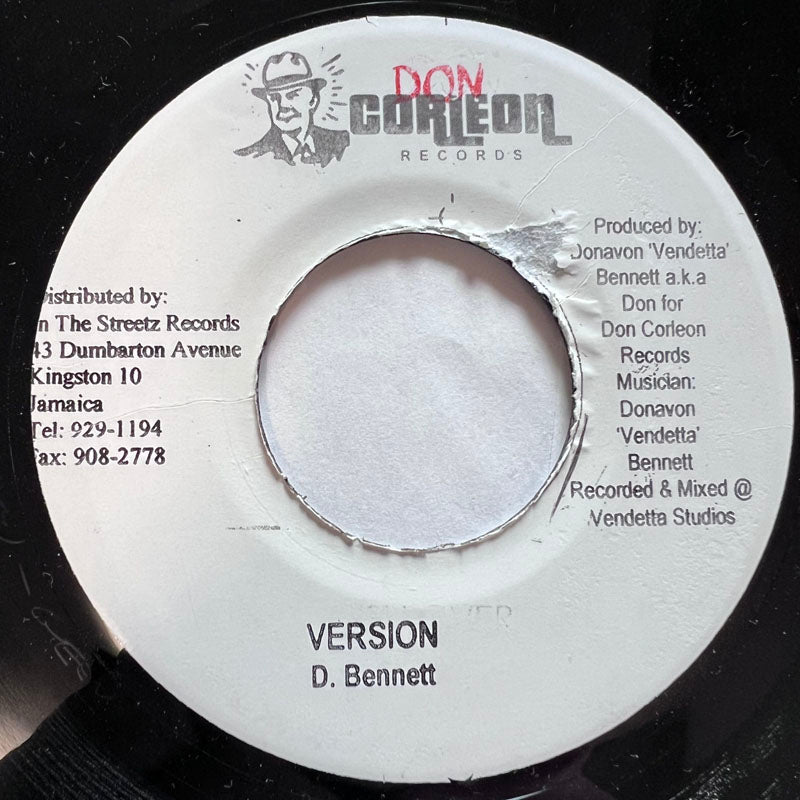 DON
CORLEON
RECORDS
Produced by:
Donavon 'Vendetta'
Bennett a.k.a
Don for
Don Corleon
Records
Musician:
Donavon
'Vendetta'
Bennett
Recorded & Mixed @
Vendetta Studios
Distributed by:
n The Streetz Records
43 Dumbarton Avenue
Kingston 10
Jamaica
Tel: 929-1194
Fax: 908-2778
VERSION
D. Bennett